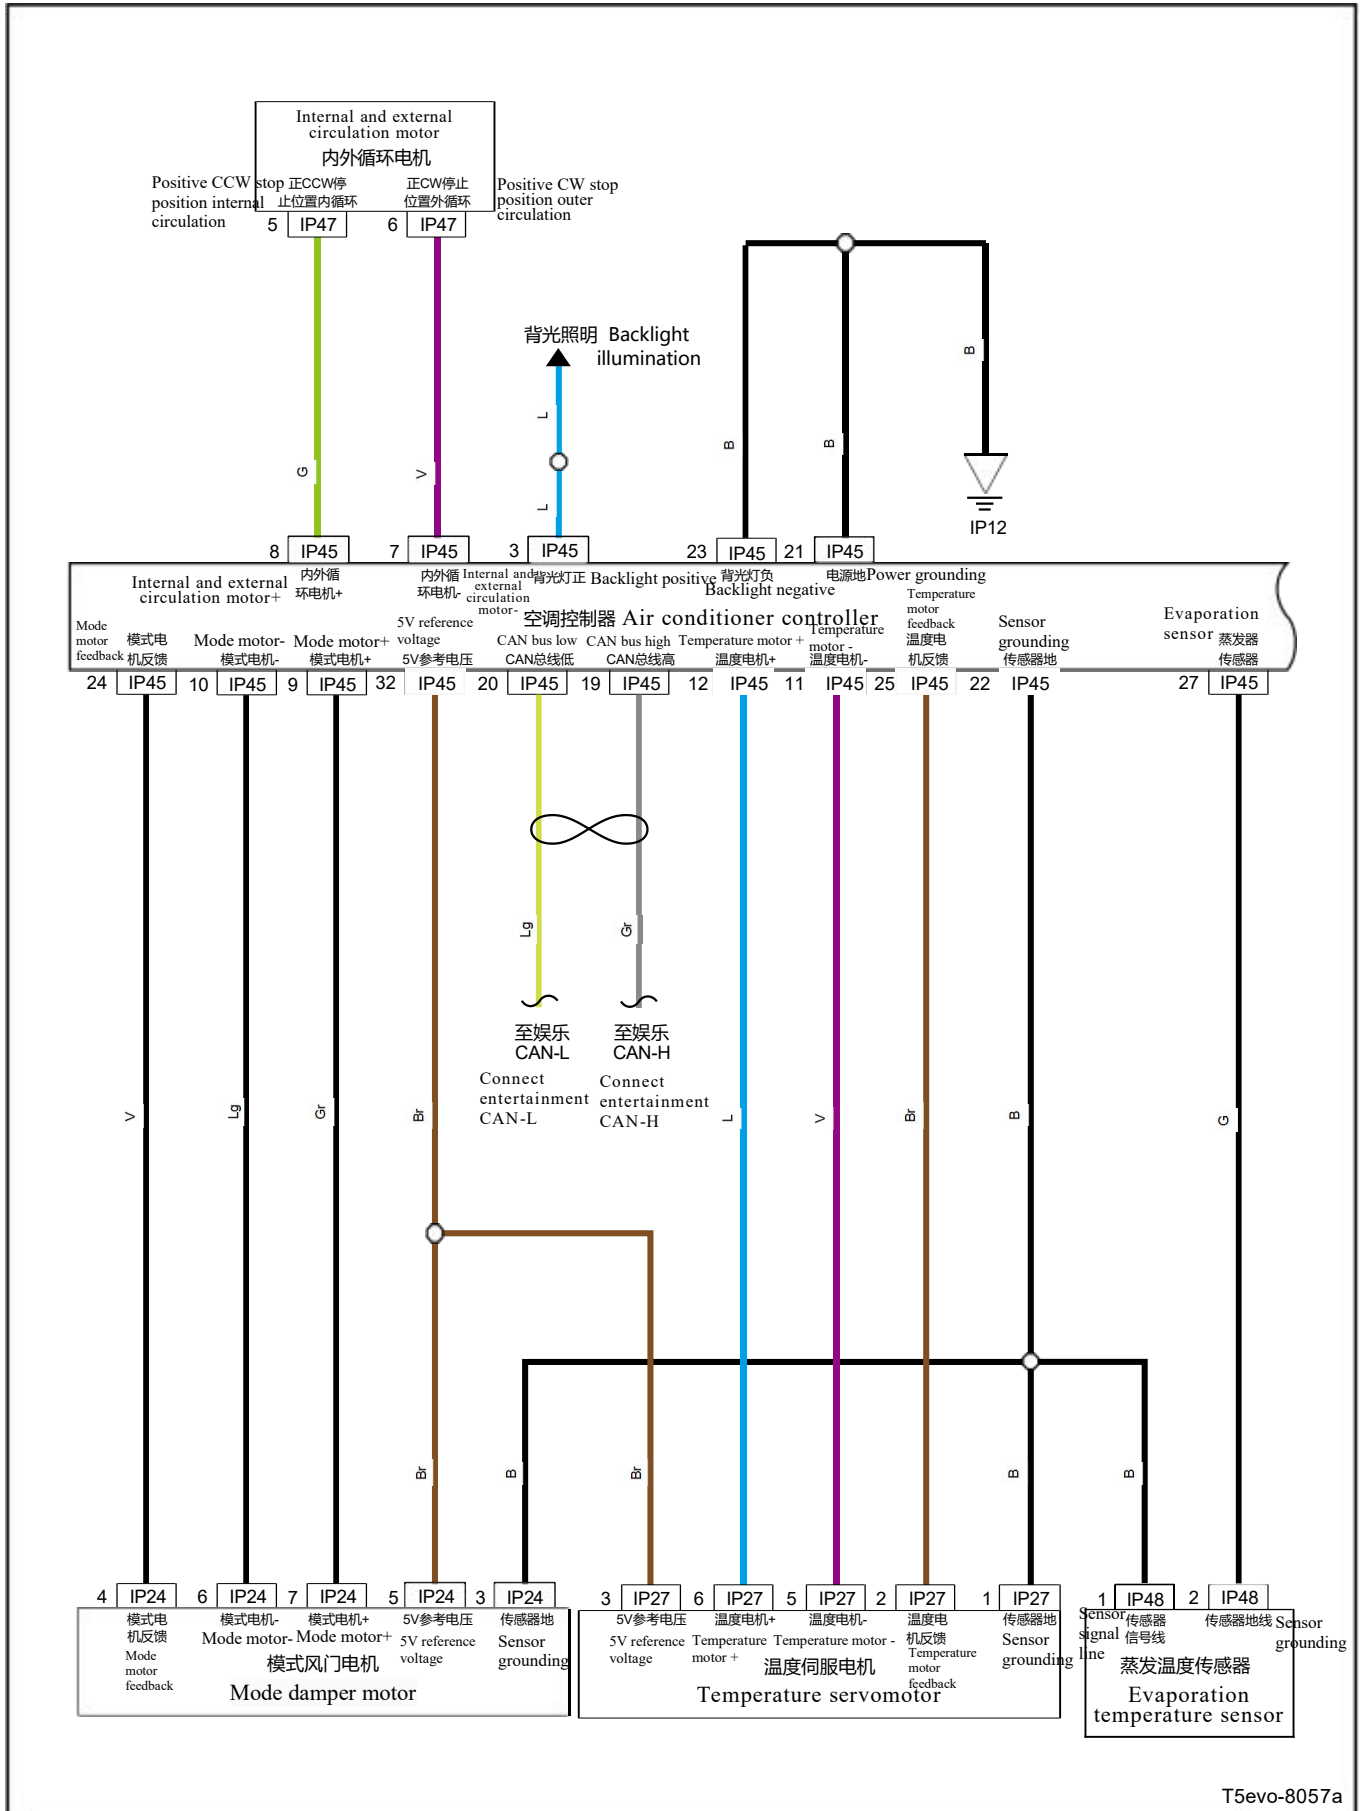 Internal and external
circulation motor
内外循环电机
Positive CCW stop
position internal
circulation
正CCW停
止位置内循环
正CW停止
位置外循环
Positive CW stop
position outer
circulation
5 IP47
6 IP47
背光照明 Backlight
illumination
G
V
L
L
B
B
B
IP12
8 IP45
7 IP45
3 IP45
23 IP45
21 IP45
Internal and external
circulation motor+
内外循
环电机+
内外循
环电机-
Internal and
external
circulation
motor-
背光灯正 Backlight positive
背光灯负
Backlight negative
电源地 Power grounding
空调控制器 Air conditioner controller
Mode
motor
feedback
模式电
机反馈
Mode motor-
模式电机-
Mode motor+
模式电机+
5V reference
voltage
5V参考电压
CAN bus low
CAN总线低
CAN bus high
CAN总线高
Temperature motor +
温度电机+
Temperature
motor -
温度电机-
Temperature
motor
feedback
温度电
机反馈
Sensor
grounding
传感器地
Evaporation
sensor
蒸发器
传感器
24 IP45
10 IP45
9 IP45
32 IP45
20 IP45
19 IP45
12 IP45
11 IP45
25 IP45
22 IP45
27 IP45
Lg
Gr
至娱乐
CAN-L
Connect
entertainment
CAN-L
至娱乐
CAN-H
Connect
entertainment
CAN-H
V
Lg
Gr
Br
L
V
Br
B
G
Br
B
Br
B
B
4 IP24
6 IP24
7 IP24
5 IP24
3 IP24
3 IP27
6 IP27
5 IP27
2 IP27
1 IP27
1 IP48
2 IP48
模式电
机反馈
Mode
motor
feedback
模式电机-
Mode motor-
模式电机+
Mode motor+
5V参考电压
5V reference
voltage
传感器地
Sensor
grounding
模式风门电机
Mode damper motor
5V参考电压
5V reference
voltage
温度电机+
Temperature
motor +
温度电机-
Temperature motor -
温度电
机反馈
Temperature
motor
feedback
传感器地
Sensor
grounding
温度伺服电机
Temperature servomotor
Sensor
signal
line
传感器
信号线
传感器地线
Sensor
grounding
蒸发温度传感器
Evaporation
temperature sensor
T5evo-8057a